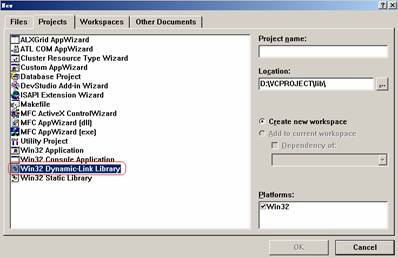 New
Files
Projects
Workspaces
Other Documents
ALXGrid AppWizard
ATL COM AppWizard
Cluster Resource Type Wizard
Custom AppWizard
Database Project
DevStudio Add-in Wizard
ISAPI Extension Wizard
Makefile
MFC ActiveX ControlWizard
MFC AppWizard (dll)
MFC AppWizard (exe)
Utility Project
Win32 Application
Win32 Console Application
Win32 Dynamic-Link Library
Win32 Static Library
Project name:
Location:
D:\VCPROJECT\lib\
...
Create new workspace
Add to current workspace
Dependency of:
Platforms:
Win32
OK
Cancel